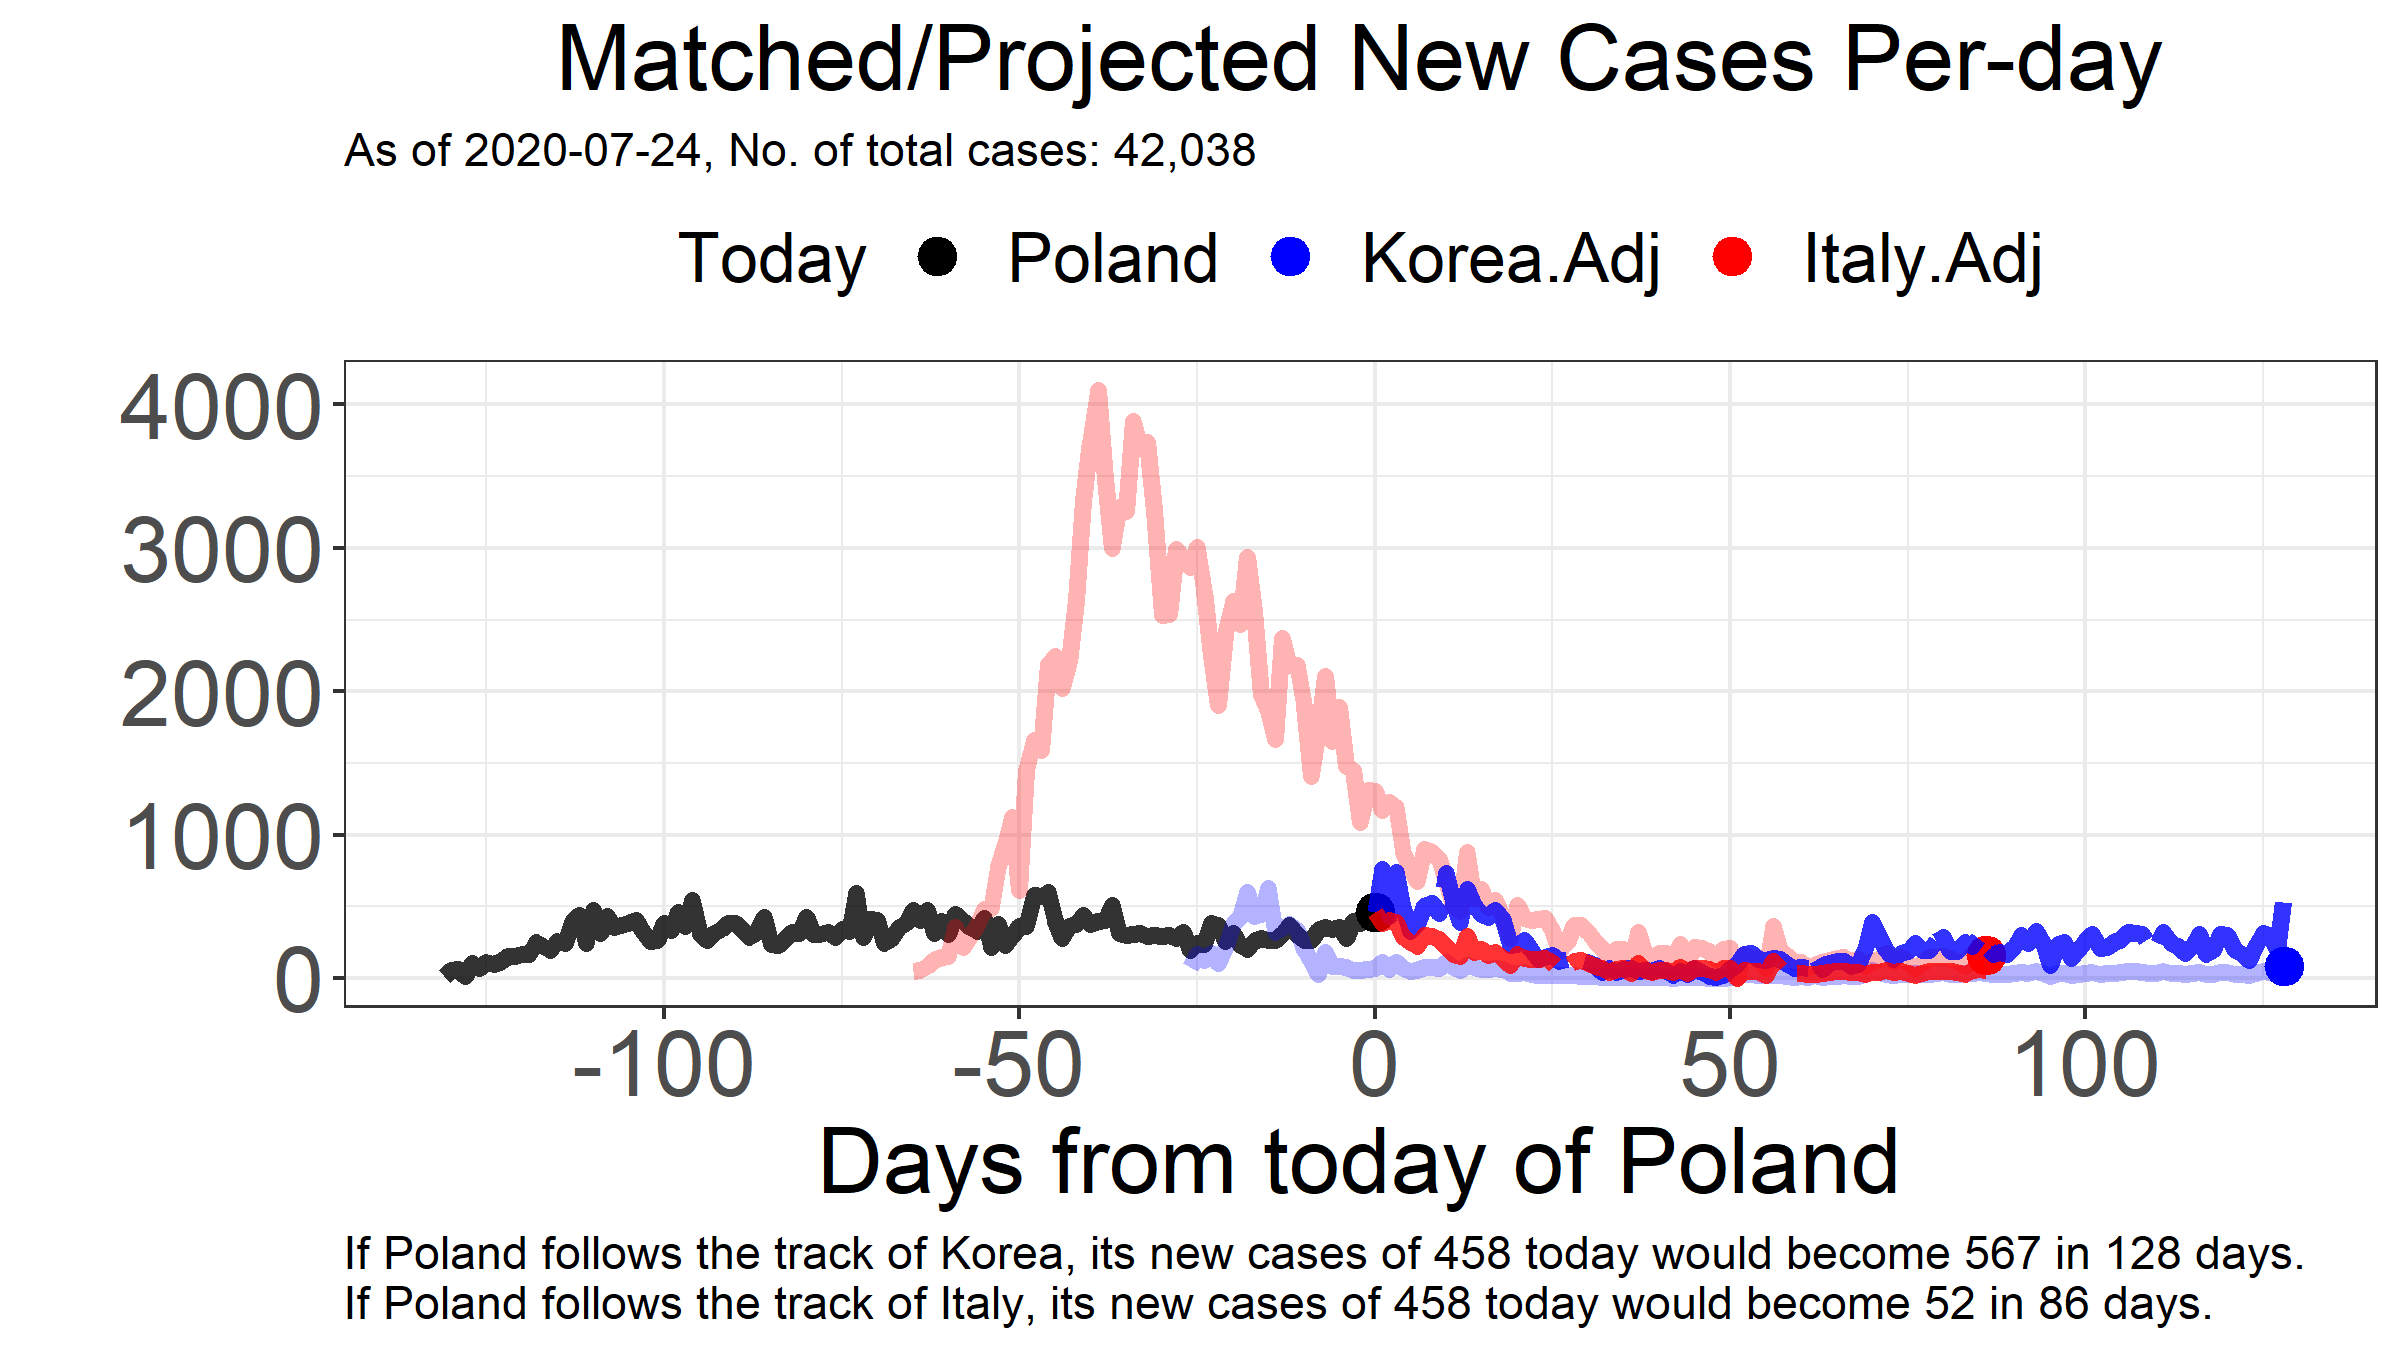 Matched/Projected New Cases Per-day
As of 2020-07-24, No. of total cases: 42,038
Today Poland Korea.Adj Italy.Adj
4000
3000
2000
1000
0
-100 -50 0 50 100
Days from today of Poland
If Poland follows the track of Korea, its new cases of 458 today would become 567 in 128 days.
If Poland follows the track of Italy, its new cases of 458 today would become 52 in 86 days.